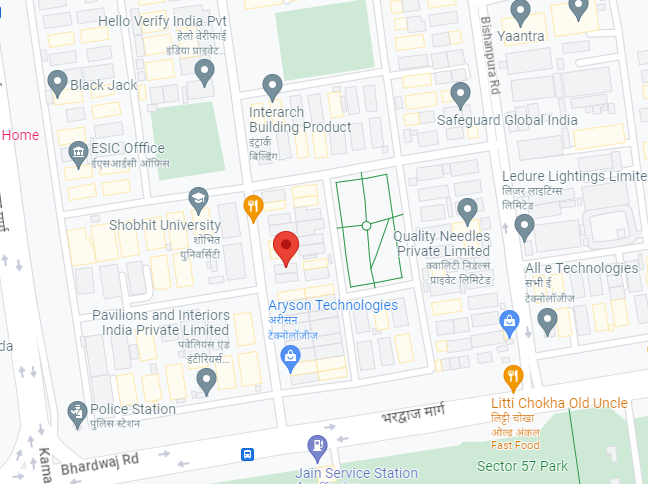 Hello Verify India Pvt
हेलो वेरीफाई
इंडिया प्राइवेट...
Yaantra
Bishanpura Rd
Black Jack
Interarch
Building Product
इंट्रार्क
बिल्डिंग...
Safeguard Global India
Home
ESIC Offfice
ईएसआईसी ऑफिस
Ledure Lightings Limite
लिजर लाइटिंग्स
लिमिटेड
Shobhit University
शोभित
युनिवर्सिटी
Quality Needles
Private Limited
क्वालिटी निडल्स
प्राइवेट लिमिटेड
All e Technologies
सभी ई
टेक्नोलॉजीज
Aryson Technologies
अरीसन
टेक्नोलॉजीज
Pavilions and Interiors
India Private Limited
पवेलियंस एंड
इंटीरियर्स...
da
Police Station
पुलिस स्टेशन
Litti Chokha Old Uncle
लिट्टी चोखा
ओल्ड अंकल
Fast Food
भरद्वाज मार्ग
Bhardwaj Rd
Kama
Sector 57 Park
Jain Service Station